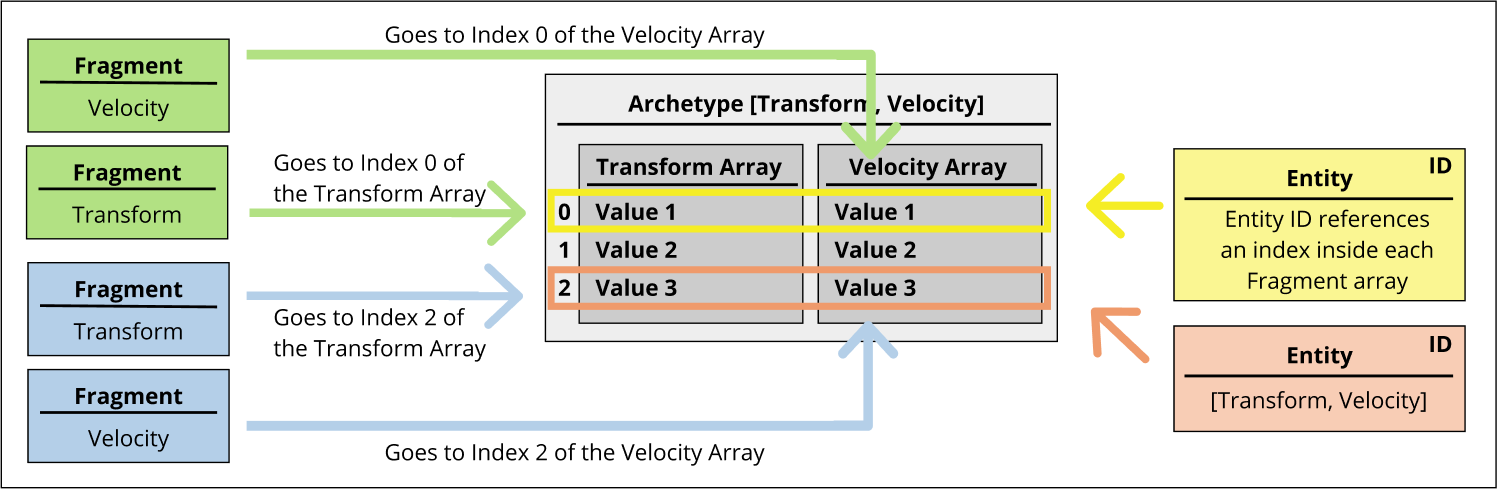 Goes to Index 0 of the Velocity Array
Fragment
Velocity
Fragment
Transform
Goes to Index 0 of
the Transform Array
Fragment
Transform
Goes to Index 2 of
the Transform Array
Fragment
Velocity
Goes to Index 2 of the Velocity Array
Archetype [Transform, Velocity]
Transform Array Velocity Array
0 Value 1 Value 1
1 Value 2 Value 2
2 Value 3 Value 3
ID
Entity
Entity ID references
an index inside each
Fragment array
ID
Entity
[Transform, Velocity]